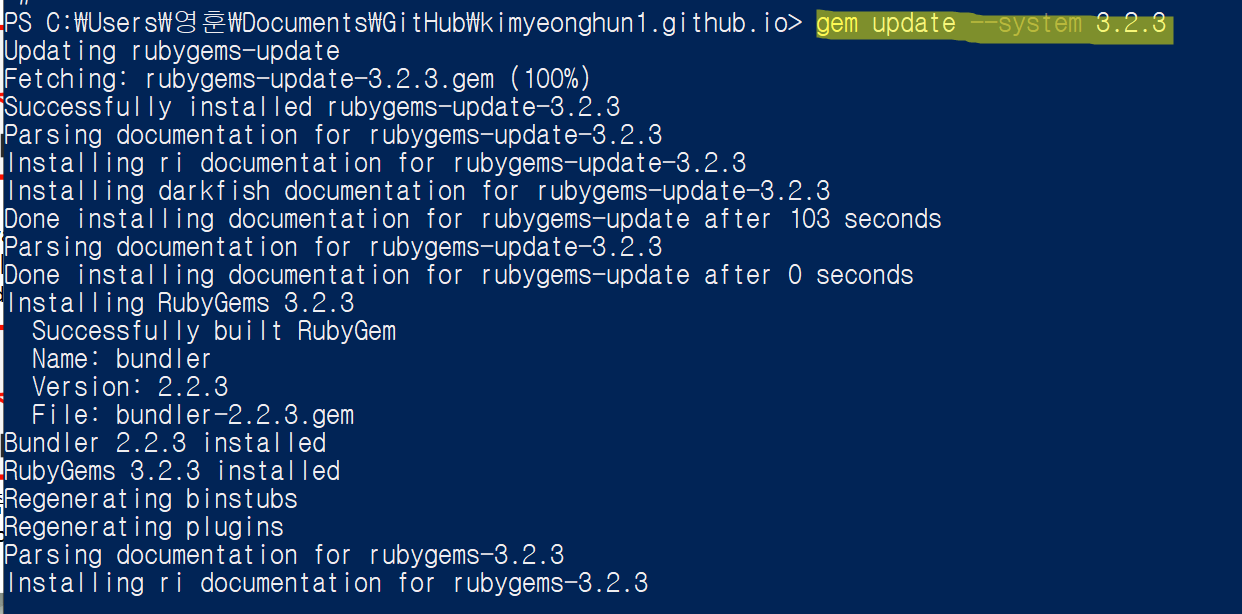 PS C:₩Users₩영훈₩Documents₩GitHub₩kimyeonghun1.github.io> gem update --system 3.2.3
Updating rubygems-update
Fetching: rubygems-update-3.2.3.gem (100%)
Successfully installed rubygems-update-3.2.3
Parsing documentation for rubygems-update-3.2.3
Installing ri documentation for rubygems-update-3.2.3
Installing darkfish documentation for rubygems-update-3.2.3
Done installing documentation for rubygems-update after 103 seconds
Parsing documentation for rubygems-update-3.2.3
Done installing documentation for rubygems-update after 0 seconds
Installing RubyGems 3.2.3
  Successfully built RubyGem
  Name: bundler
  Version: 2.2.3
  File: bundler-2.2.3.gem
Bundler 2.2.3 installed
RubyGems 3.2.3 installed
Regenerating binstubs
Regenerating plugins
Parsing documentation for rubygems-3.2.3
Installing ri documentation for rubygems-3.2.3